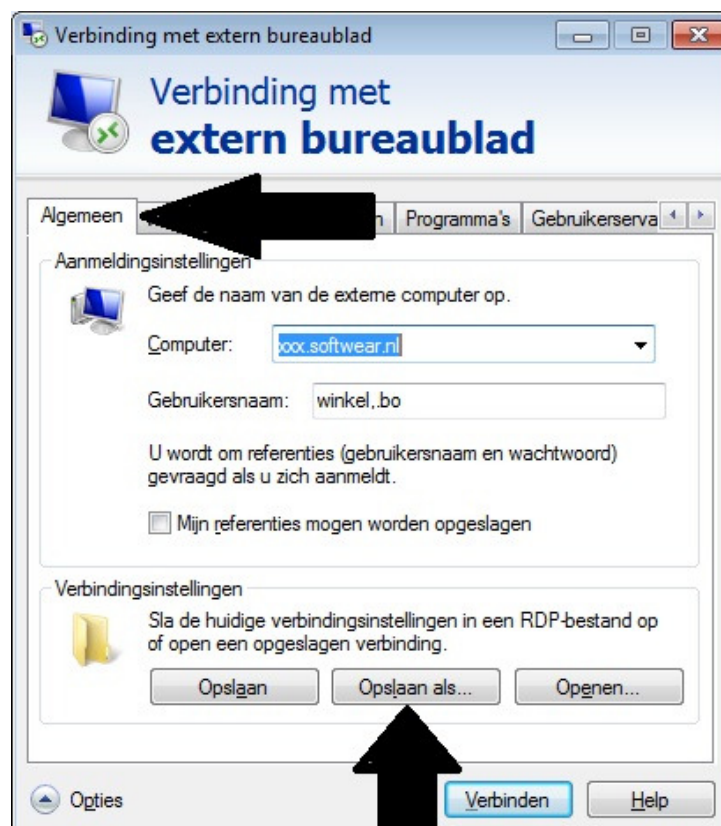 Verbinding met extern bureaublad
Verbinding met
extern bureaublad
Algemeen
Programma's
Gebruikerserva
Aanmeldingsinstellingen
Geef de naam van de externe computer op.
Computer: xxx.softwear.nl
Gebruikersnaam: winkel,.bo
U wordt om referenties (gebruikersnaam en wachtwoord)
gevraagd als u zich aanmeldt.
Mijn referenties mogen worden opgeslagen
Verbindingsinstellingen
Sla de huidige verbindingsinstellingen in een RDP-bestand op
of open een opgeslagen verbinding.
Opslaan Opslaan als... Openen...
Opties Verbinden Help